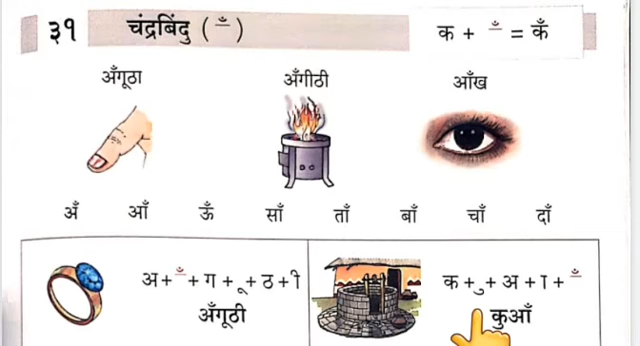 ३१ चंद्रबिंदु ( ँ ) क + ँ = कँ
अँगूठा अँगीठी आँख
अँ आँ ऊँ साँ ताँ बाँ चाँ दाँ
अ + ँ + ग + ू + ठ + ी
अँगूठी
क + ु + अ + ा + ँ
कुआँ